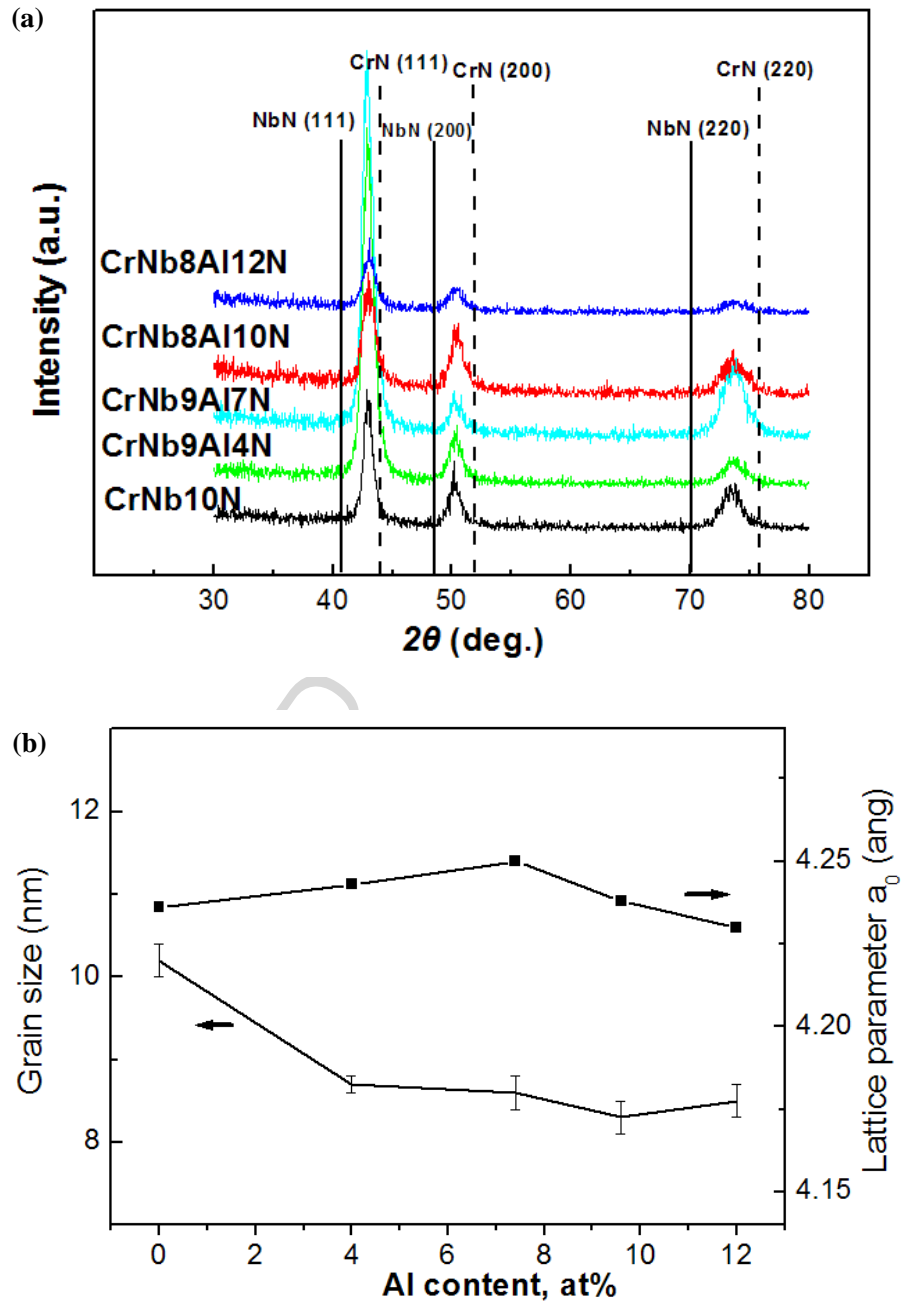 (a)
CrN (111)
CrN (200)
CrN (220)
NbN (111)
NbN (200)
NbN (220)
Intensity (a.u.)
CrNb8Al12N
CrNb8Al10N
CrNb9Al7N
CrNb9Al4N
CrNb10N
30 40 50 60 70 80
2θ (deg.)
(b)
Grain size (nm)
12
10
8
Lattice parameter a₀ (ang)
4.25
4.20
4.15
0 2 4 6 8 10 12
Al content, at%